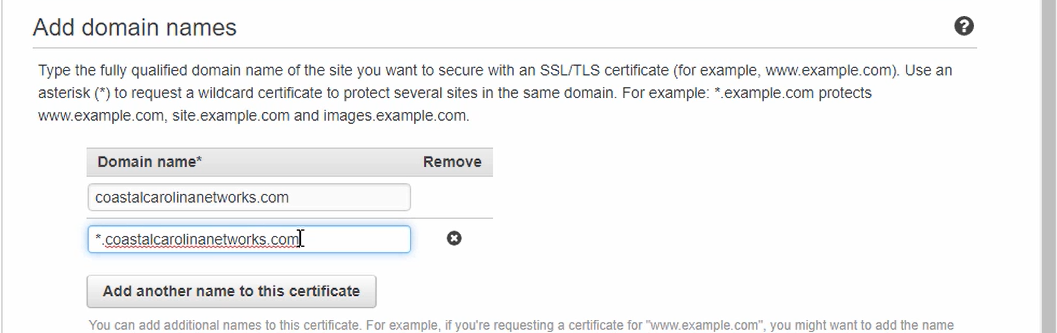 Add domain names
Type the fully qualified domain name of the site you want to secure with an SSL/TLS certificate (for example, www.example.com). Use an
asterisk (*) to request a wildcard certificate to protect several sites in the same domain. For example: *.example.com protects
www.example.com, site.example.com and images.example.com.
Domain name* Remove
coastalcarolinanetworks.com
*.coastalcarolinanetworks.com
Add another name to this certificate
You can add additional names to this certificate. For example, if you're requesting a certificate for "www.example.com", you might want to add the name